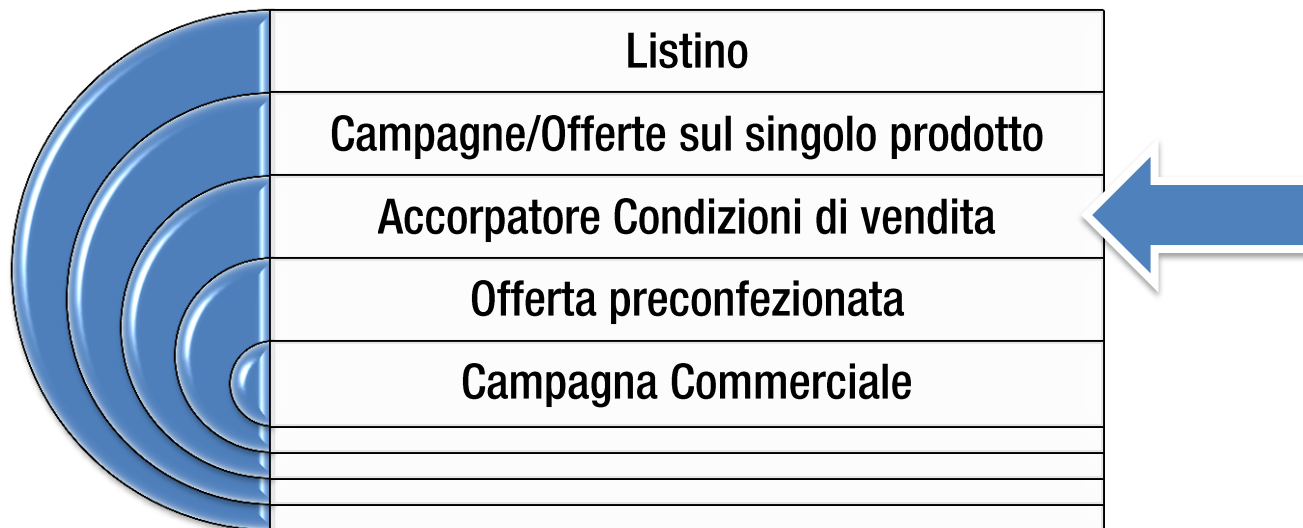 Listino
Campagne/Offerte sul singolo prodotto
Accorpatore Condizioni di vendita
Offerta preconfezionata
Campagna Commerciale